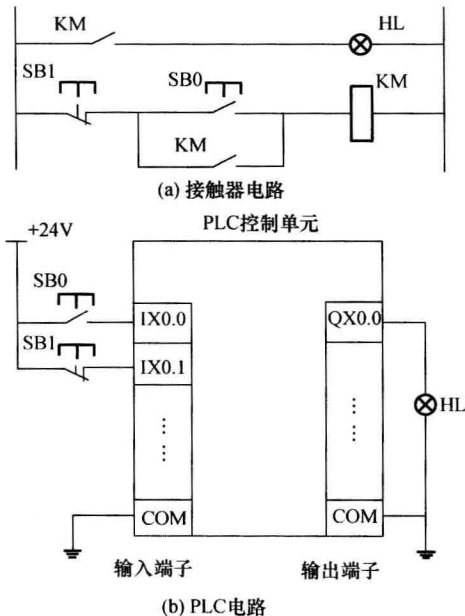 KM
HL
SB1
SB0
KM
KM
(a) 接触器电路
PLC控制单元
+24V
SB0
IX0.0
QX0.0
SB1
IX0.1
HL
COM
COM
输入端子
输出端子
(b) PLC电路